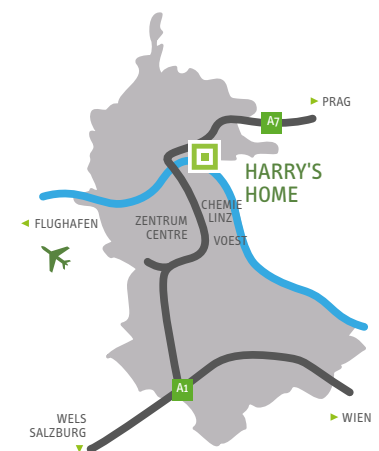 PRAG
A7
HARRY'S
HOME
CHEMIE
LINZ
ZENTRUM
CENTRE
FLUGHAFEN
VOEST
A1
WELS
SALZBURG
WIEN